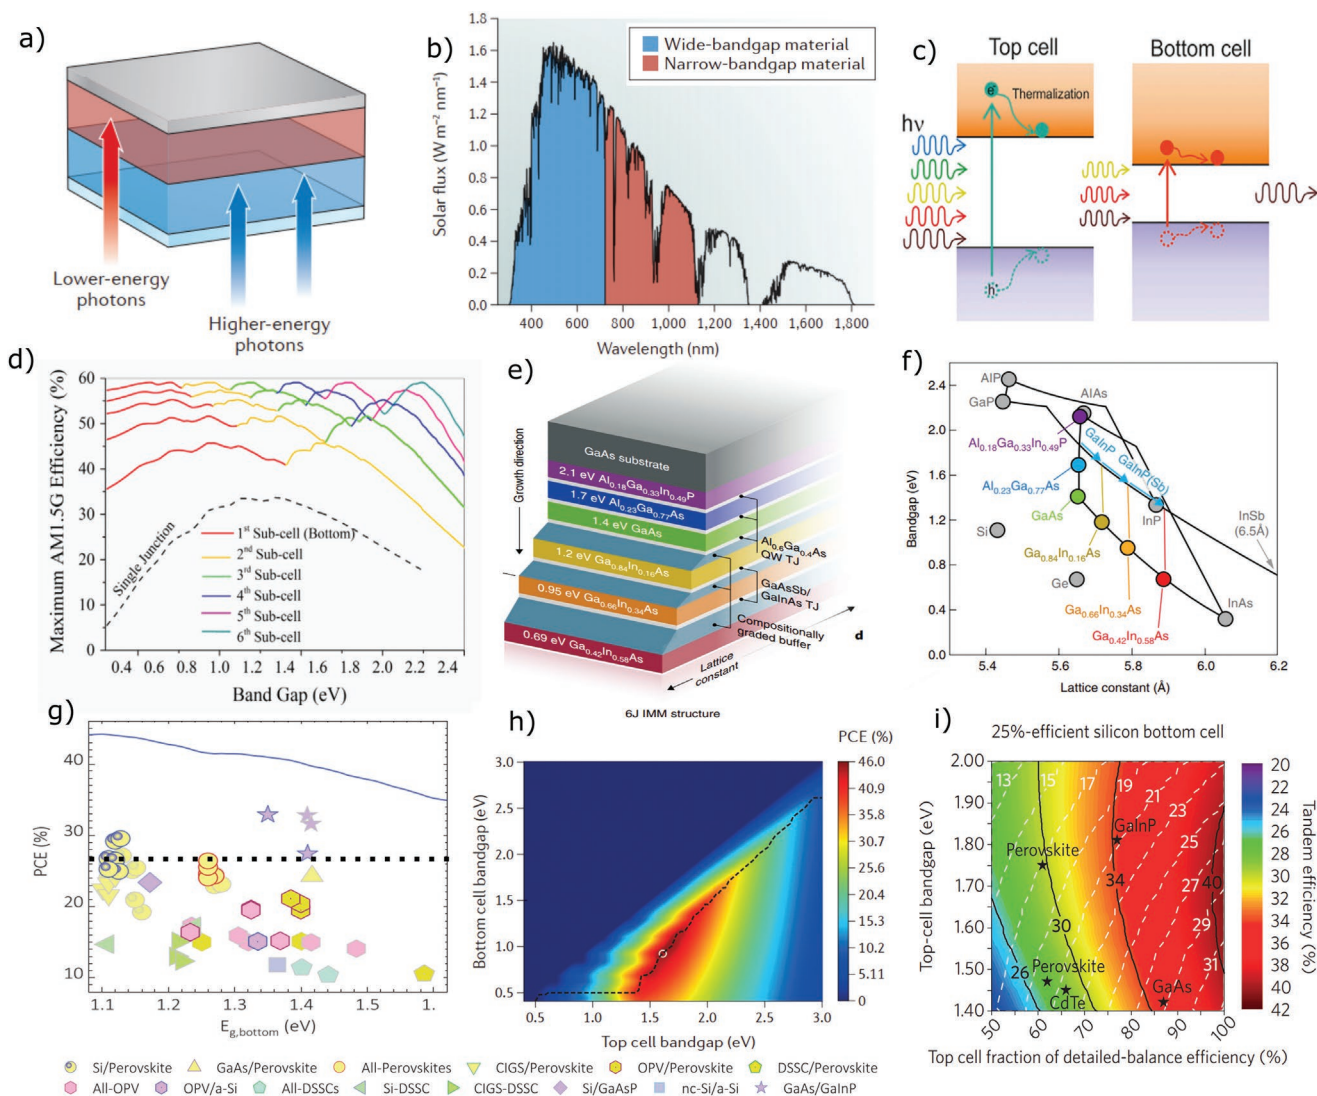 a)
Lower-energy
photons
Higher-energy
photons
b)
Solar flux (W m⁻² nm⁻¹)
1.8
1.6
1.4
1.2
1.0
0.8
0.6
0.4
0.2
0.0
Wide-bandgap material
Narrow-bandgap material
400 600 800 1,000 1,200 1,400 1,600 1,800
Wavelength (nm)
c)
Top cell
Bottom cell
hν
e⁻
Thermalization
h⁺
d)
Maximum AM1.5G Efficiency (%)
60
50
40
30
20
10
0
Single Junction
1st Sub-cell (Bottom)
2nd Sub-cell
3rd Sub-cell
4th Sub-cell
5th Sub-cell
6th Sub-cell
0.4 0.6 0.8 1.0 1.2 1.4 1.6 1.8 2.0 2.2 2.4
Band Gap (eV)
e)
Growth direction
GaAs substrate
2.1 eV Al0.18Ga0.33In0.49P
1.7 eV Al0.23Ga0.77As
1.4 eV GaAs
1.2 eV Ga0.84In0.16As
0.95 eV Ga0.66In0.34As
0.69 eV Ga0.42In0.58As
Al0.6Ga0.4As
QW TJ
GaAsSb/
GaInAs TJ
Compositionally
graded buffer
Lattice
constant
d
6J IMM structure
f)
Bandgap (eV)
2.4
2.0
1.6
1.2
0.8
0.4
0.0
AlP
GaP
AlAs
Al0.18Ga0.33In0.49P
GaInP
GaInP(Sb)
Al0.23Ga0.77As
GaAs
InP
InSb
(6.5Å)
Si
Ga0.84In0.16As
Ge
InAs
Ga0.66In0.34As
Ga0.42In0.58As
5.4 5.6 5.8 6.0 6.2
Lattice constant (Å)
g)
PCE (%)
40
30
20
10
1.1 1.2 1.3 1.4 1.5 1.
Eg,bottom (eV)
h)
Bottom cell bandgap (eV)
3.0
2.5
2.0
1.5
1.0
0.5
0.5 1.0 1.5 2.0 2.5 3.0
Top cell bandgap (eV)
PCE (%)
46.0
40.9
35.8
30.7
25.6
20.4
15.3
10.2
5.11
0
i)
25%-efficient silicon bottom cell
Top-cell bandgap (eV)
2.00
1.90
1.80
1.70
1.60
1.50
1.40
13 15 17 19 21 23 25 27 29 31
26 30 34 40
GaInP
Perovskite
Perovskite
CdTe
GaAs
50 60 70 80 90 100
Top cell fraction of detailed-balance efficiency (%)
20
22
24
26
28
30
32
34
36
38
40
42
Tandem efficiency (%)
Si/Perovskite GaAs/Perovskite All-Perovskites CIGS/Perovskite OPV/Perovskite DSSC/Perovskite
All-OPV OPV/a-Si All-DSSCs Si-DSSC CIGS-DSSC Si/GaAsP nc-Si/a-Si GaAs/GaInP